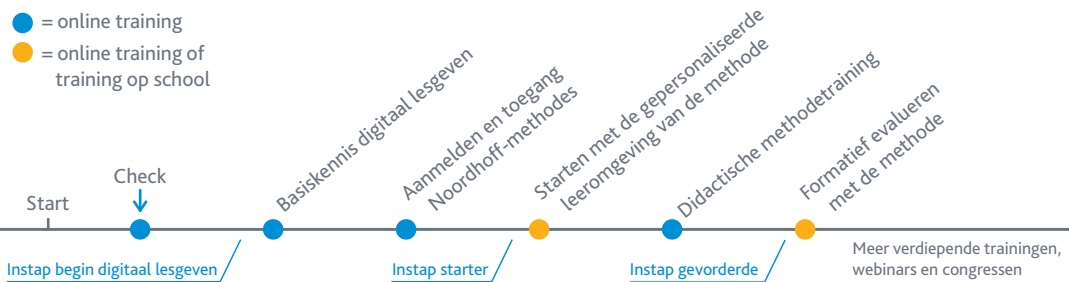 = online training
= online training of
training op school
Start
Check
Basiskennis digitaal lesgeven
Aanmelden en toegang
Noordhoff-methodes
Starten met de gepersonaliseerde
leeromgeving van de methode
Didactische methodetraining
Formatief evalueren
met de methode
Instap begin digitaal lesgeven
Instap starter
Instap gevorderde
Meer verdiepende trainingen,
webinars en congressen